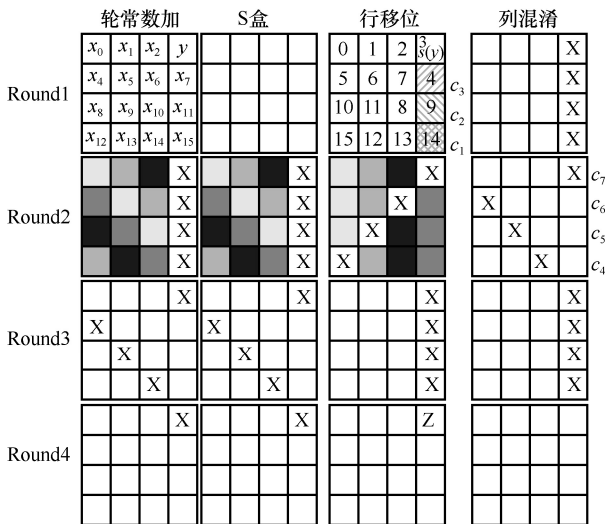 轮常数加 S盒 行移位 列混淆
x₀ x₁ x₂ y 0 1 2 3 s(y) X
Round1
x₄ x₅ x₆ x₇ 5 6 7 4 c₃ X
x₈ x₉ x₁₀ x₁₁ 10 11 8 9 c₂ X
x₁₂ x₁₃ x₁₄ x₁₅ 15 12 13 14 c₁ X
X X X X c₇
Round2
X X X X c₆
X X X X c₅
X X X X c₄
X X X X
Round3
X X X X
X X X X
X X X X
X X Z
Round4